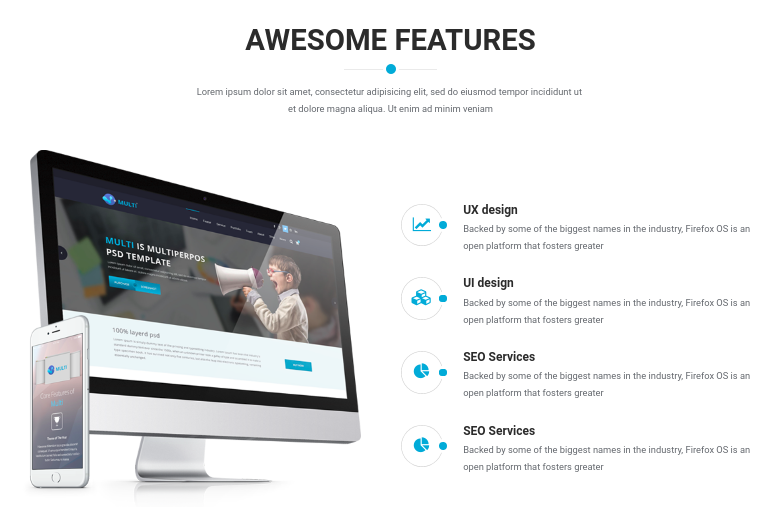 AWESOME FEATURES
Lorem ipsum dolor sit amet, consectetur adipisicing elit, sed do eiusmod tempor incididunt ut
et dolore magna aliqua. Ut enim ad minim veniam
MULTI
MULTI IS MULTIPERPOS
PSD TEMPLATE
100% layerd psd
MULTI
UX design
Backed by some of the biggest names in the industry, Firefox OS is an
open platform that fosters greater
UI design
Backed by some of the biggest names in the industry, Firefox OS is an
open platform that fosters greater
SEO Services
Backed by some of the biggest names in the industry, Firefox OS is an
open platform that fosters greater
SEO Services
Backed by some of the biggest names in the industry, Firefox OS is an
open platform that fosters greater